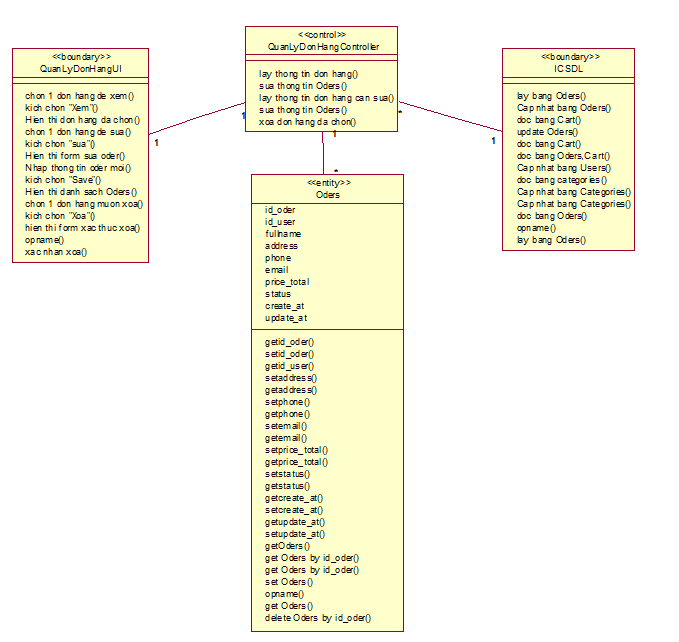 <<boundary>>
QuanLyDonHangUI
chon 1 don hang de xem()
kich chon "Xem"()
Hien thi don hang da chon()
chon 1 don hang de sua()
kich chon "sua"()
Hien thi form sua oder()
Nhap thong tin oder moi()
kich chon "Save"()
Hien thi danh sach Oders()
chon 1 don hang muon xoa()
kich chon "Xoa"()
hien thi form xac thuc xoa()
opname()
xac nhan xoa()
1
<<control>>
QuanLyDonHangController
lay thong tin don hang()
sua thong tin Oders()
lay thong tin don hang can sua()
sua thong tin Oders()
xoa don hang da chon()
1
1
*
*
1
<<boundary>>
ICSDL
lay bang Oders()
Cap nhat bang Oders()
doc bang Cart()
update Oders()
doc bang Cart()
doc bang Oders,Cart()
Cap nhat bang Users()
doc bang categories()
Cap nhat bang Categories()
Cap nhat bang Categories()
doc bang Oders()
opname()
lay bang Oders()
<<entity>>
Oders
id_oder
id_user
fullname
address
phone
email
price_total
status
create_at
update_at
getid_oder()
setid_oder()
getid_user()
setaddress()
getaddress()
setphone()
getphone()
setemail()
getemail()
setprice_total()
getprice_total()
setstatus()
getstatus()
getcreate_at()
setcreate_at()
getupdate_at()
setupdate_at()
getOders()
get Oders by id_oder()
get Oders by id_oder()
set Oders()
opname()
get Oders()
delete Oders by id_oder()